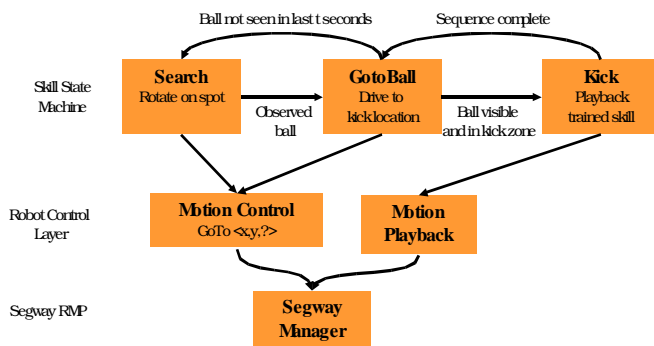 Ball not seen in last t seconds
Sequence complete
Skill State
Machine
Search
Rotate on spot
Observed
ball
GotoBall
Drive to
kick location
Ball visible
and in kick zone
Kick
Playback
trained skill
Robot Control
Layer
Motion Control
GoTo <x,y,?>
Motion
Playback
Segway RMP
Segway
Manager